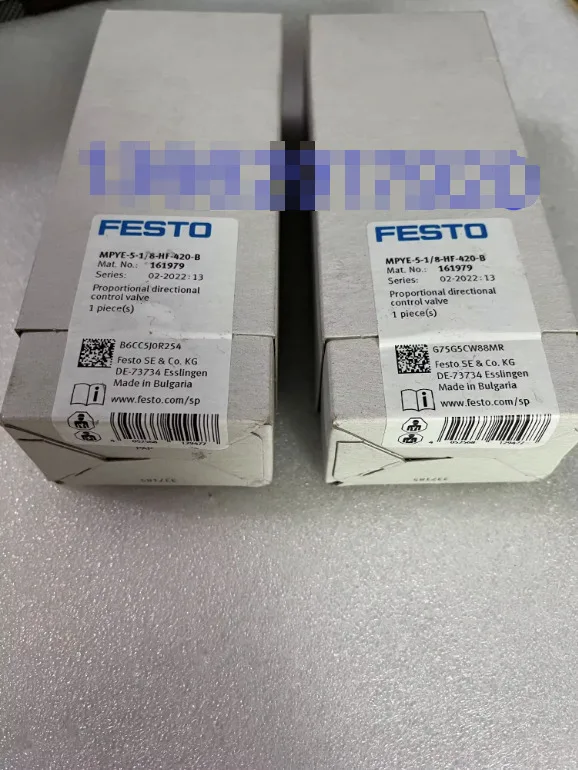 FESTO
MPYE-5-1/8-HF-420-B
Mat. No.: 161979
Series: 02-2022:13
Proportional directional
control valve
1 piece(s)
B6CC5J0R254
Festo SE & Co. KG
DE-73734 Esslingen
Made in Bulgaria
www.festo.com/sp
FESTO
MPYE-5-1/8-HF-420-B
Mat. No.: 161979
Series: 02-2022:13
Proportional directional
control valve
1 piece(s)
G75G5CW88MR
Festo SE & Co. KG
DE-73734 Esslingen
Made in Bulgaria
www.festo.com/sp